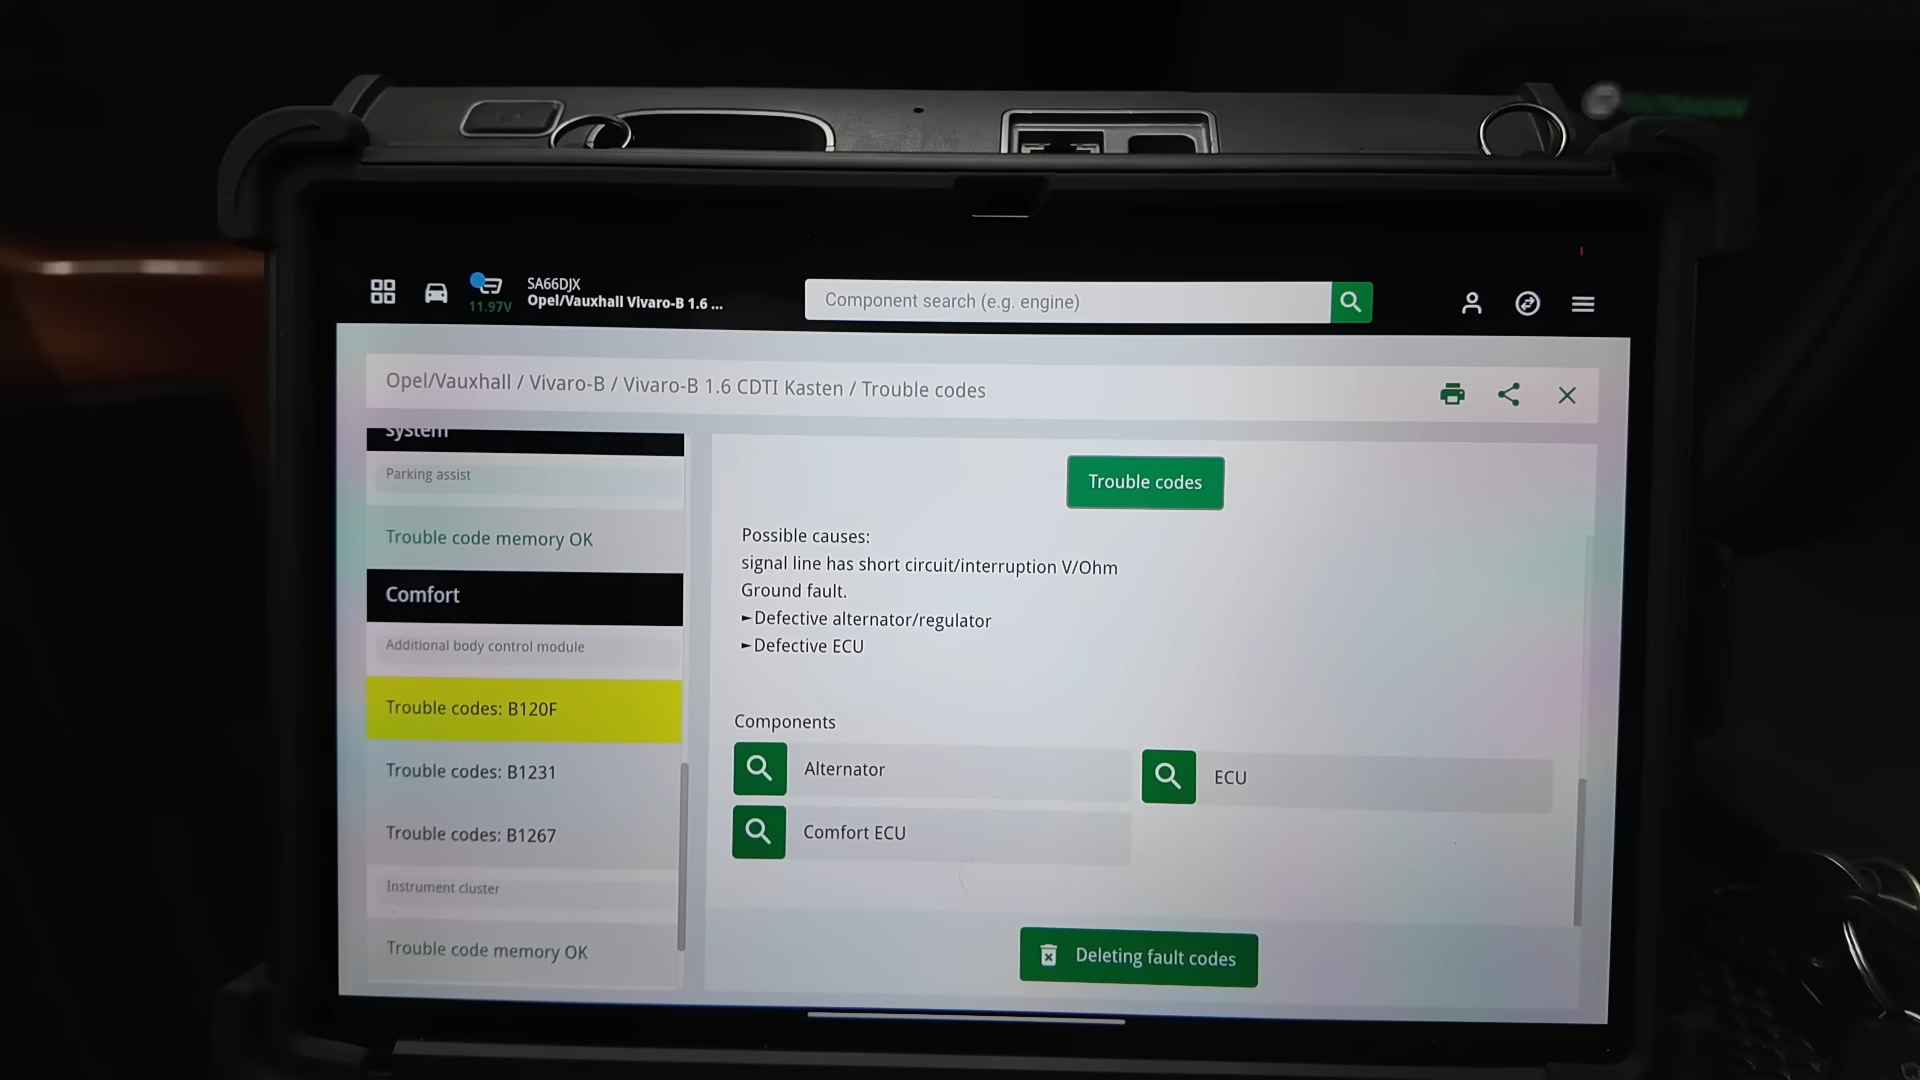 SA66DJX
11.97V
Opel/Vauxhall Vivaro-B 1.6 ...
Component search (e.g. engine)
Opel/Vauxhall / Vivaro-B / Vivaro-B 1.6 CDTI Kasten / Trouble codes
system
Parking assist
Trouble code memory OK
Comfort
Additional body control module
Trouble codes: B120F
Trouble codes: B1231
Trouble codes: B1267
Instrument cluster
Trouble code memory OK
Trouble codes
Possible causes:
signal line has short circuit/interruption V/Ohm
Ground fault.
►Defective alternator/regulator
►Defective ECU
Components
Alternator
ECU
Comfort ECU
Deleting fault codes